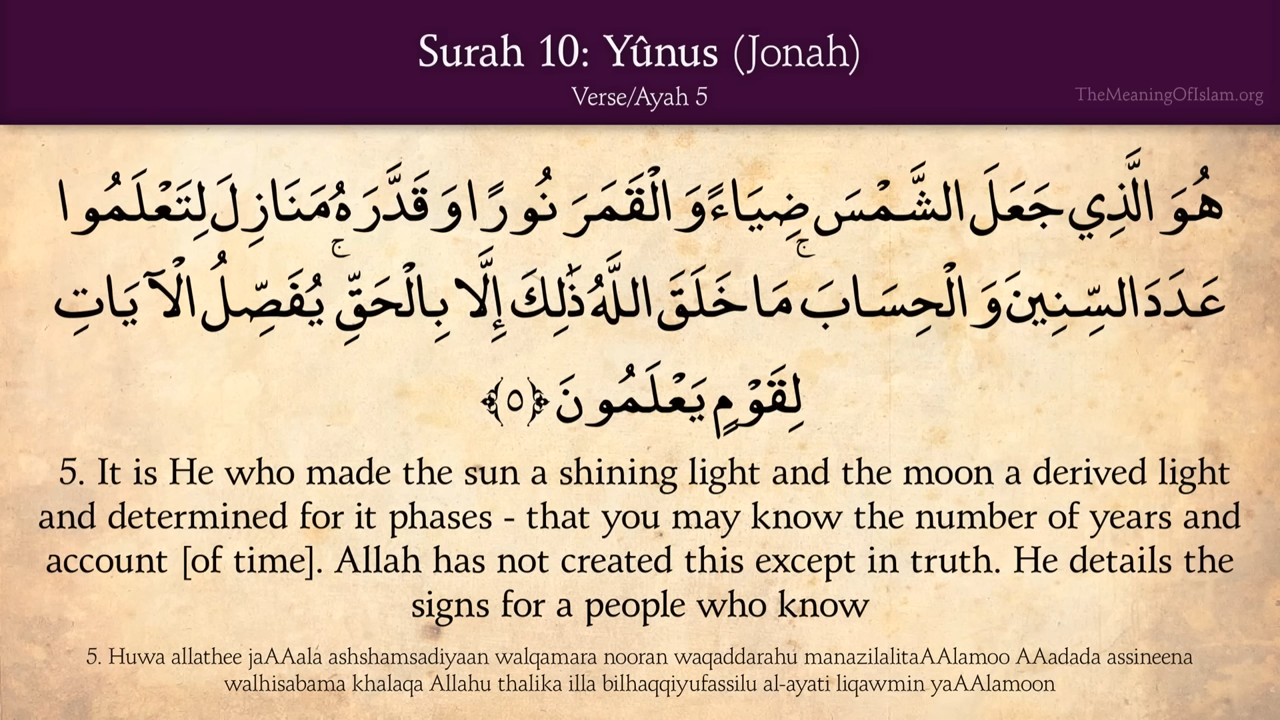 Surah 10: Yûnus (Jonah)
Verse/Ayah 5
TheMeaningOfIslam.org
هُوَ الَّذِي جَعَلَ الشَّمْسَ ضِيَاءً وَالْقَمَرَ نُورًا وَقَدَّرَهُ مَنَازِلَ لِتَعْلَمُوا
عَدَدَ السِّنِينَ وَالْحِسَابَ ۚ مَا خَلَقَ اللَّهُ ذَٰلِكَ إِلَّا بِالْحَقِّ ۚ يُفَصِّلُ الْآيَاتِ
لِقَوْمٍ يَعْلَمُونَ ﴿٥﴾
5. It is He who made the sun a shining light and the moon a derived light
and determined for it phases - that you may know the number of years and
account [of time]. Allah has not created this except in truth. He details the
signs for a people who know
5. Huwa allathee jaAAala ashshamsadiyaan walqamara nooran waqaddarahu manazilalitaAAlamoo AAadada assineena
walhisabama khalaqa Allahu thalika illa bilhaqqiyufassilu al-ayati liqawmin yaAAlamoon